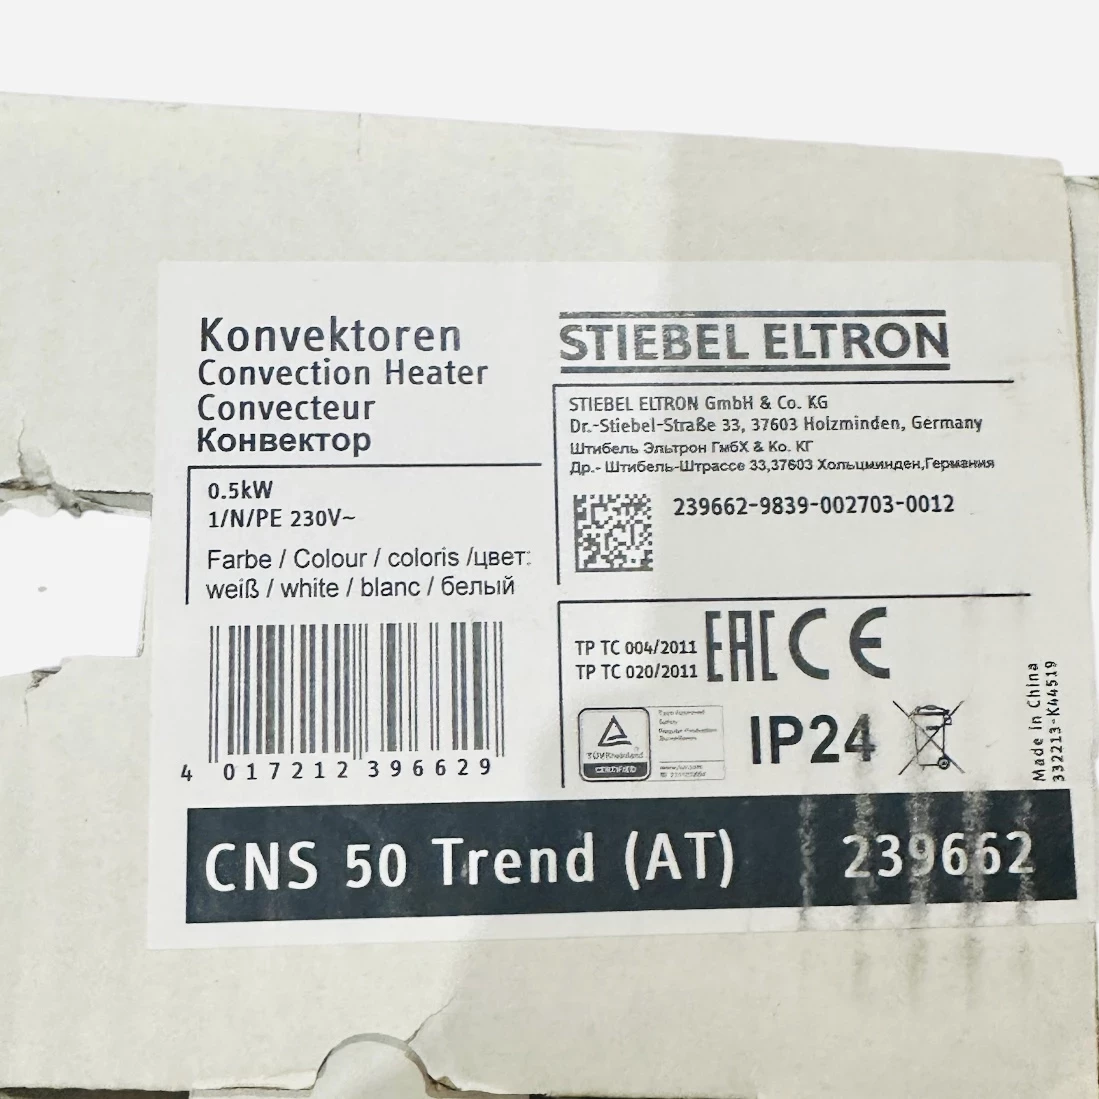 Konvektoren
Convection Heater
Convecteur
Конвектор
0.5kW
1/N/PE 230V~
Farbe / Colour / coloris /цвет:
weiß / white / blanc / белый
4 017212 396629
STIEBEL ELTRON
STIEBEL ELTRON GmbH & Co. KG
Dr.-Stiebel-Straße 33, 37603 Holzminden, Germany
Штибель Эльтрон ГмбХ & Ко. КГ
Др.- Штибель-Штрассе 33,37603 Хольцминден,Германия
239662-9839-002703-0012
TP TC 004/2011
TP TC 020/2011
EAC CE
TÜVRheinland
IP24
Made in China
332213-K44519
CNS 50 Trend (AT) 239662